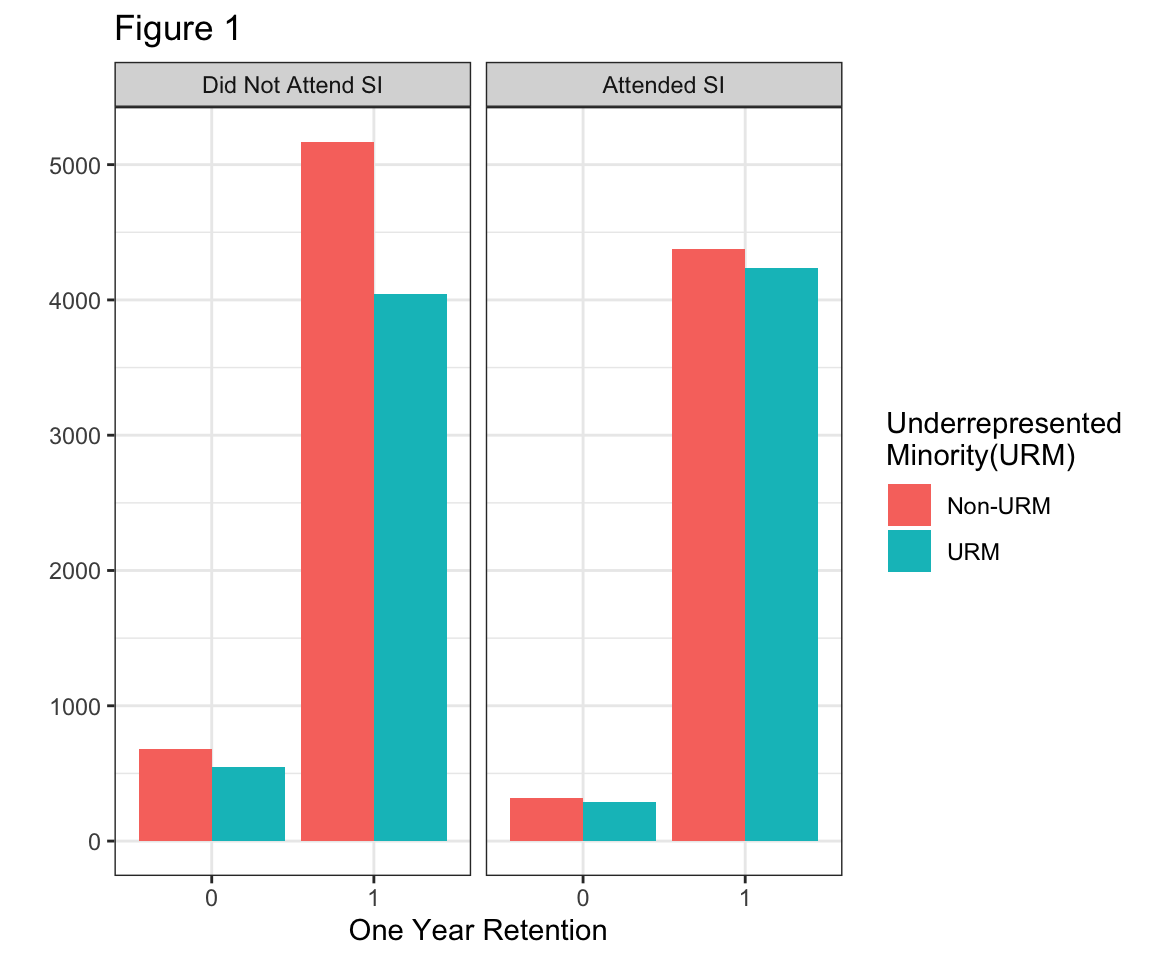 Figure 1
Did Not Attend SI
Attended SI
5000
4000
3000
2000
1000
0
0
1
0
1
One Year Retention
Underrepresented
Minority(URM)
Non-URM
URM